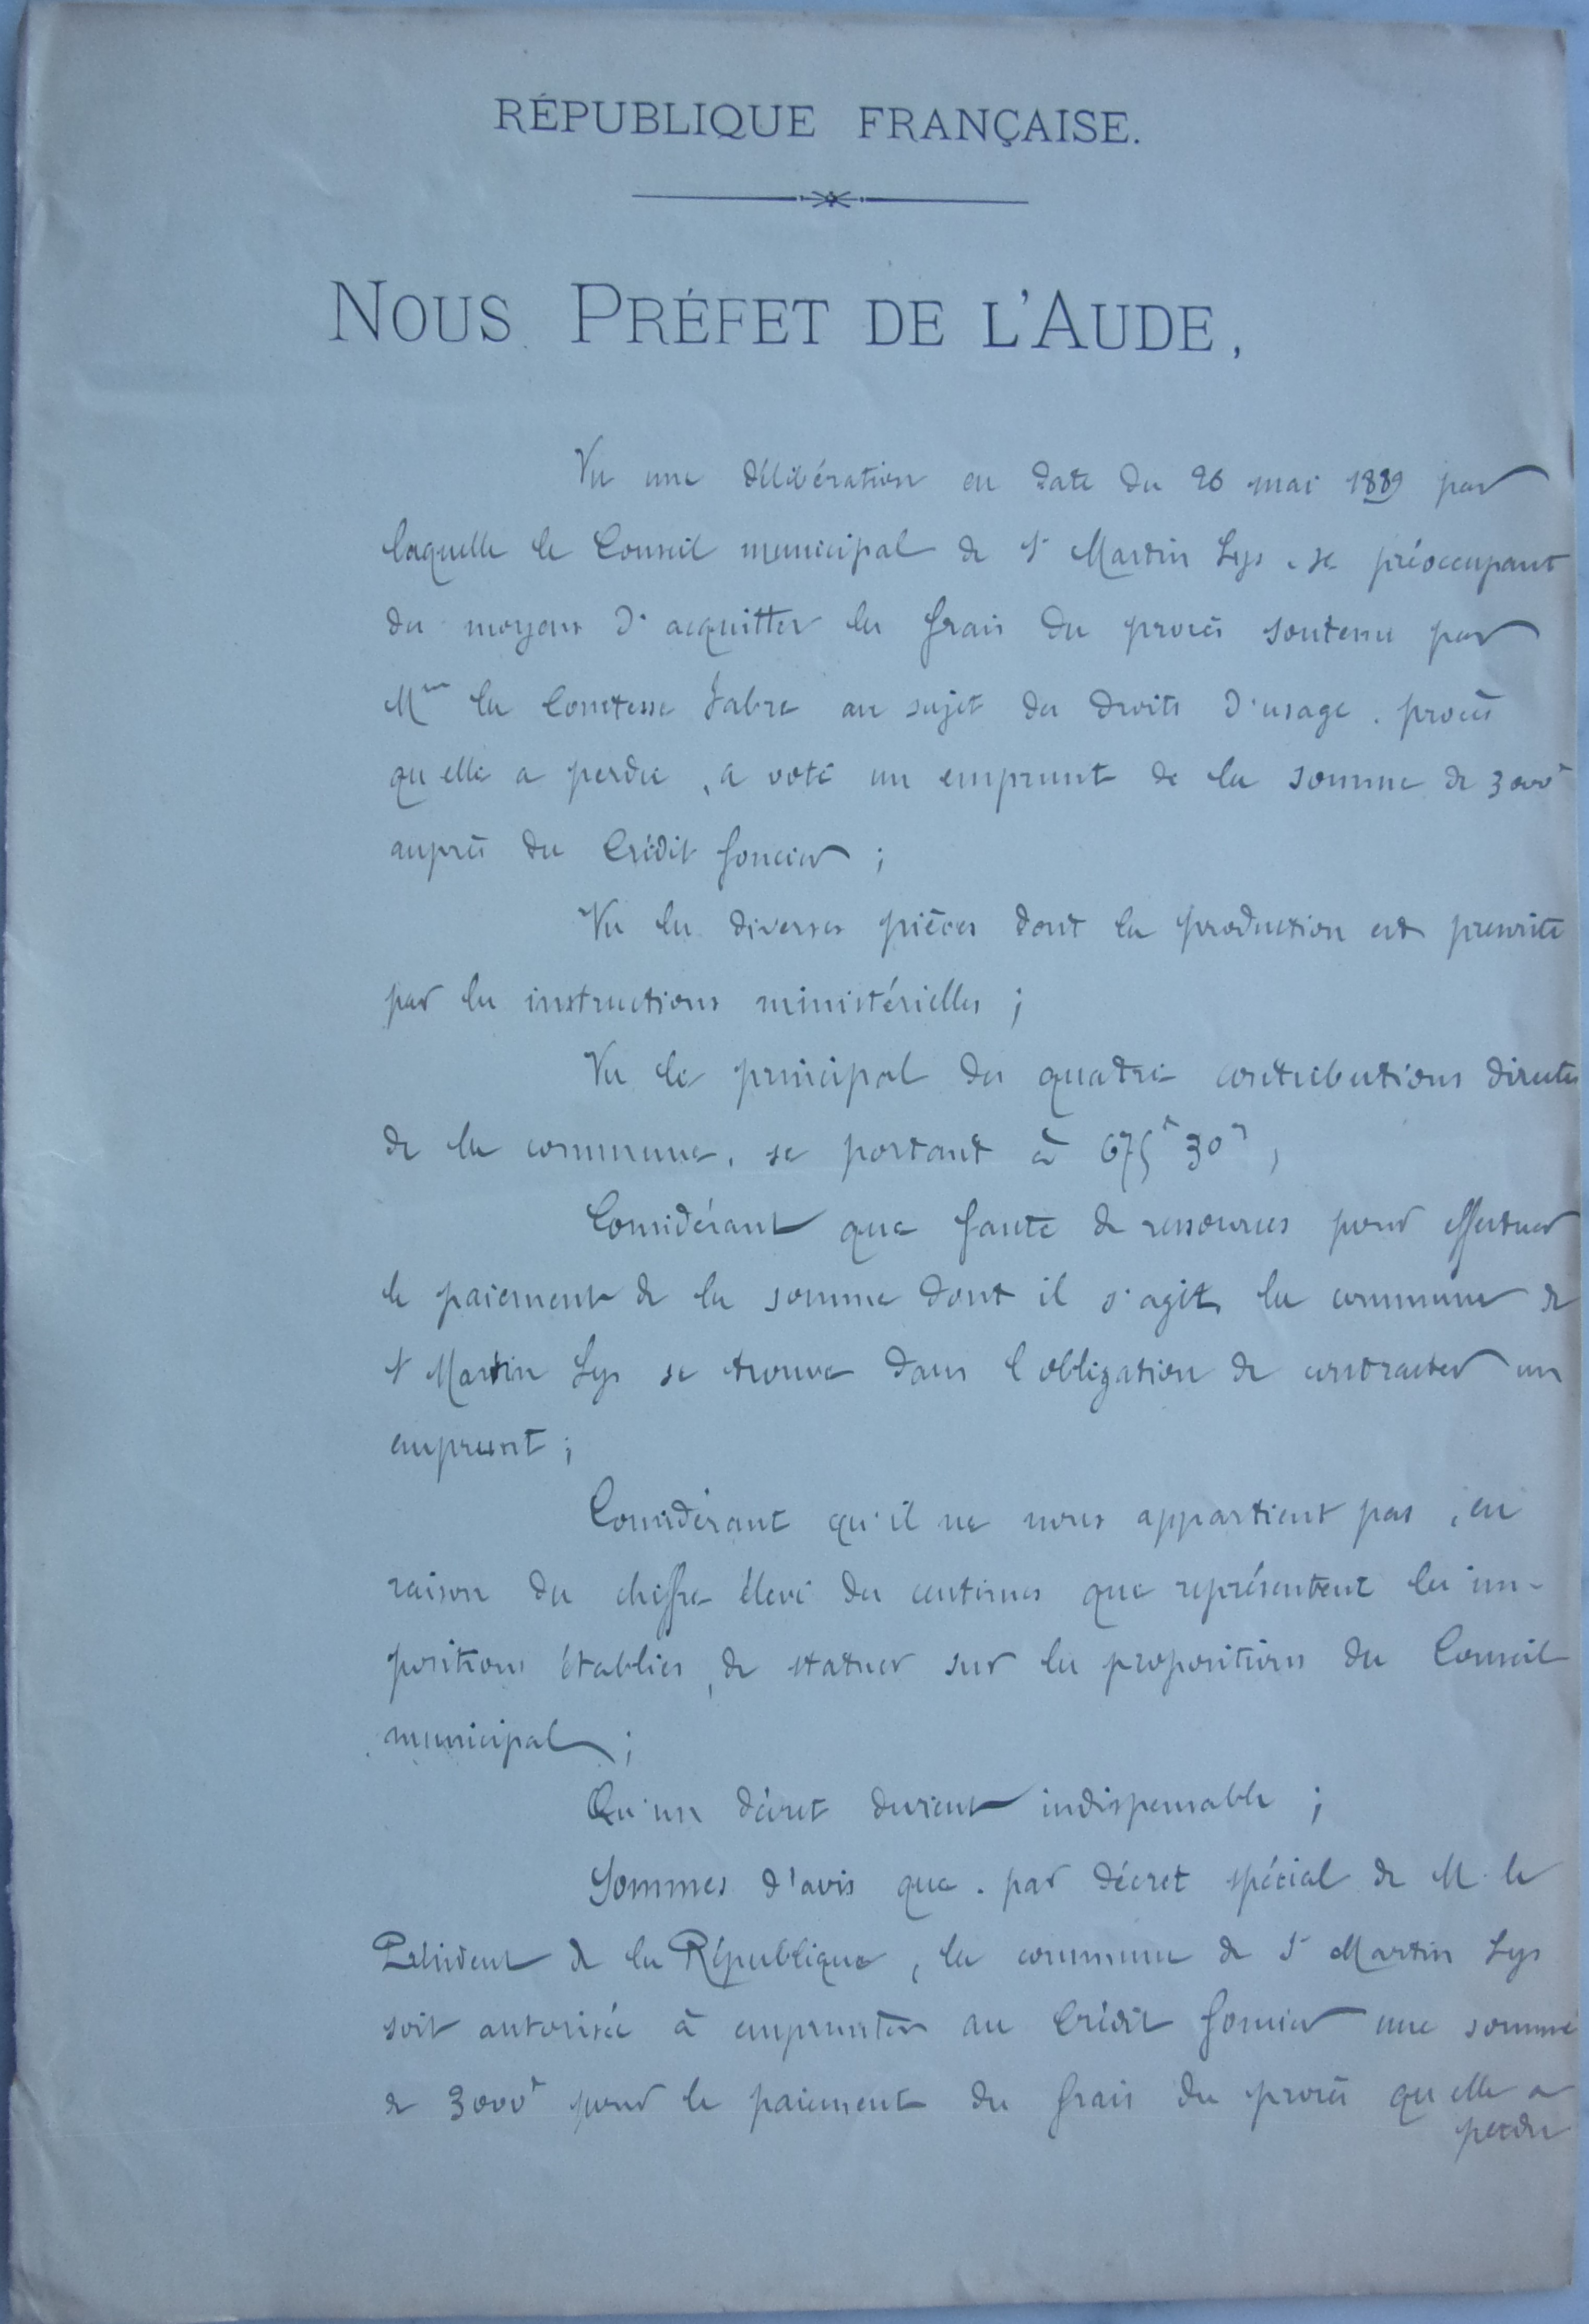 RÉPUBLIQUE FRANÇAISE.
NOUS PRÉFET DE L'AUDE,
Vu une délibération en date du 26 mai 1889 par
laquelle le Conseil municipal de St Martin Lys, se préoccupant
des moyens d'acquitter les frais du procès soutenu par
Mme la Comtesse Fabre au sujet des droits d'usage, procès
qu'elle a perdu, a voté un emprunt de la somme de 3000f
auprès du Crédit foncier ;
Vu les diverses pièces dont la production est prescrite
par les instructions ministérielles ;
Vu le principal des quatre contributions directes
de la commune, se portant à 675f 30c,
Considérant que faute de ressources pour effectuer
le paiement de la somme dont il s'agit, la commune de
St Martin Lys se trouve dans l'obligation de contracter un
emprunt ;
Considérant qu'il ne nous appartient pas, en
raison du chiffre élevé des centimes que représentent les im-
positions établies, de statuer sur les propositions du Conseil
municipal ;
Qu'un décret devient indispensable ;
Sommes d'avis que, par décret spécial de M. le
Président de la République, la commune de St Martin Lys
soit autorisée à emprunter au Crédit foncier une somme
de 3000f pour le paiement des frais du procès qu'elle a
perdu